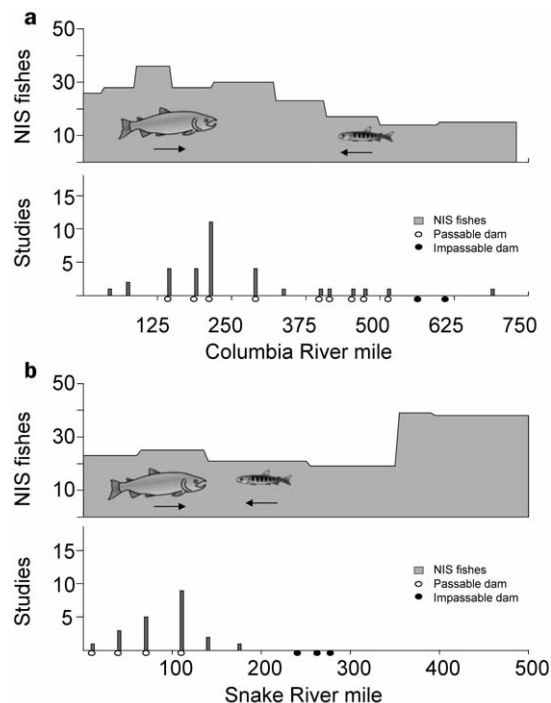 a
NIS fishes
50
30
10
Studies
15
10
5
NIS fishes
Passable dam
Impassable dam
125 250 375 500 625 750
Columbia River mile
b
NIS fishes
50
30
10
Studies
15
10
5
NIS fishes
Passable dam
Impassable dam
100 200 300 400 500
Snake River mile